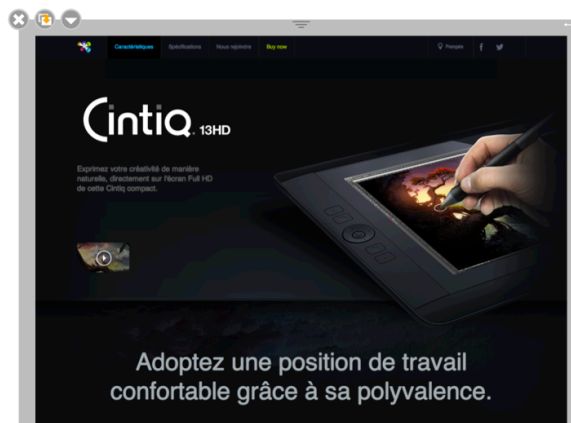 Caractéristiques Spécifications Nous rejoindre Buy now Français
Cintiq 13HD
Exprimez votre créativité de manière
naturelle, directement sur l'écran Full HD
de cette Cintiq compact.
Adoptez une position de travail
confortable grâce à sa polyvalence.